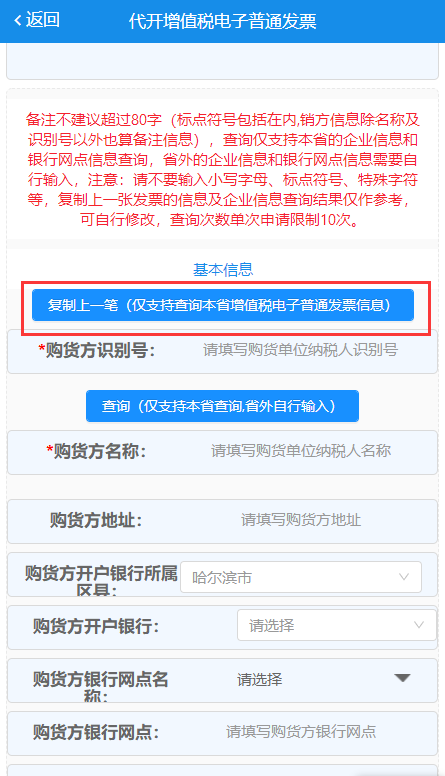 返回 代开增值税电子普通发票
备注不建议超过80字（标点符号包括在内,销方信息除名称及
识别号以外也算备注信息），查询仅支持本省的企业信息和
银行网点信息查询，省外的企业信息和银行网点信息需要自
行输入，注意：请不要输入小写字母、标点符号、特殊字符
等，复制上一张发票的信息及企业信息查询结果仅作参考，
可自行修改，查询次数单次申请限制10次。
基本信息
复制上一笔（仅支持查询本省增值税电子普通发票信息）
*购货方识别号： 请填写购货单位纳税人识别号
查询（仅支持本省查询,省外自行输入）
*购货方名称： 请填写购货单位纳税人名称
购货方地址： 请填写购货方地址
购货方开户银行所属
区县： 哈尔滨市
购货方开户银行： 请选择
购货方银行网点名
称： 请选择
购货方银行网点： 请填写购货方银行网点